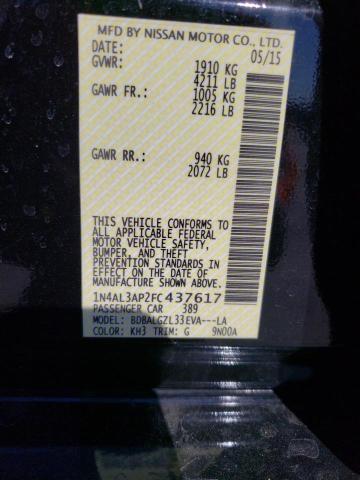 MFD BY NISSAN MOTOR CO., LTD.
DATE: 05/15
GVWR: 1910 KG
4211 LB
GAWR FR.: 1005 KG
2216 LB
GAWR RR.: 940 KG
2072 LB
THIS VEHICLE CONFORMS TO
ALL APPLICABLE FEDERAL
MOTOR VEHICLE SAFETY,
BUMPER, AND THEFT
PREVENTION STANDARDS
IN EFFECT ON THE DATE OF
MANUFACTURE SHOWN ABOVE.
1N4AL3AP2FC437617
PASSENGER CAR 389
MODEL: BDBALGZL33EVA---LA
COLOR: KH3 TRIM: G 9N00A